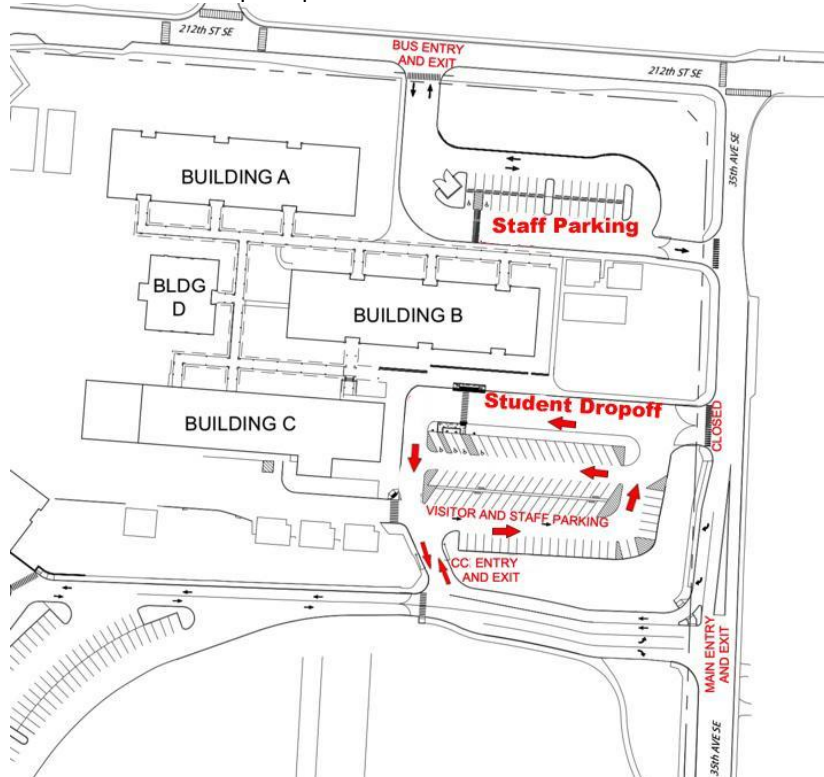 212th ST SE
BUS ENTRY
AND EXIT
212th ST SE
35th AVE SE
BUILDING A
Staff Parking
BLDG
D
BUILDING B
Student Dropoff
BUILDING C
CLOSED
VISITOR AND STAFF PARKING
CC ENTRY
AND EXIT
MAIN ENTRY
AND EXIT
35th AVE SE